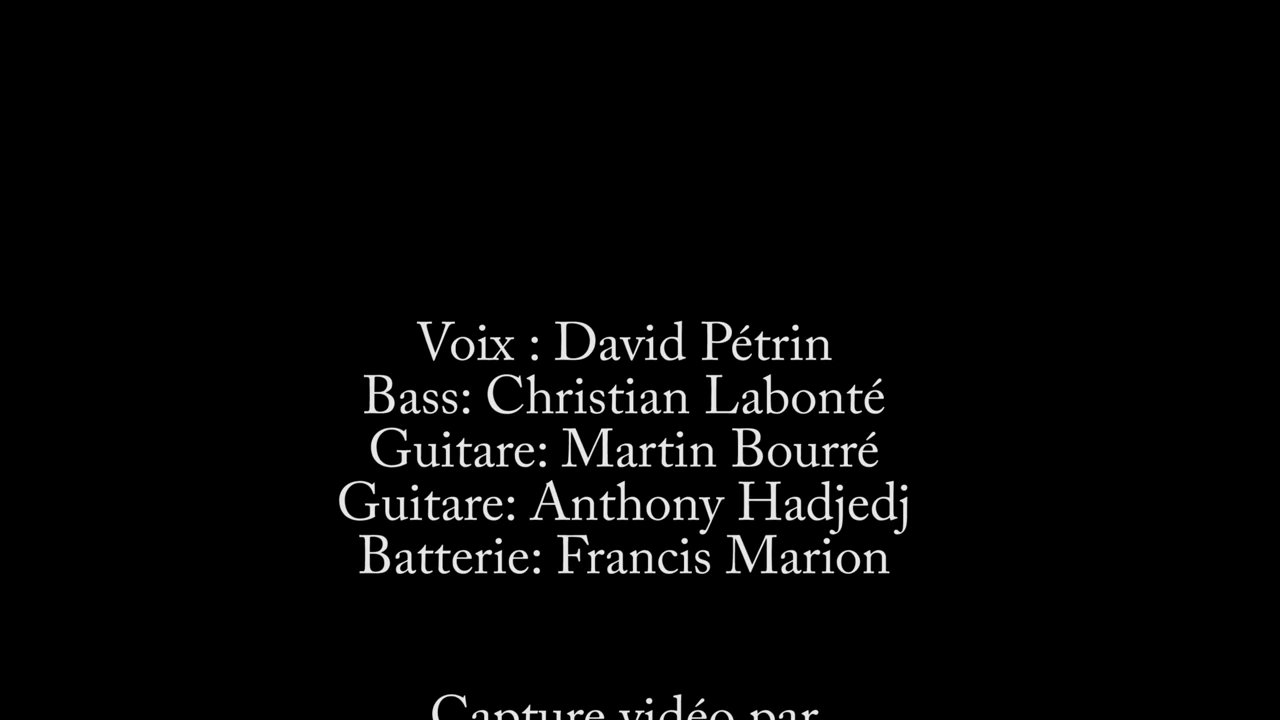 Voix : David Pétrin
Bass: Christian Labonté
Guitare: Martin Bourré
Guitare: Anthony Hadjedj
Batterie: Francis Marion
Capture vidéo par